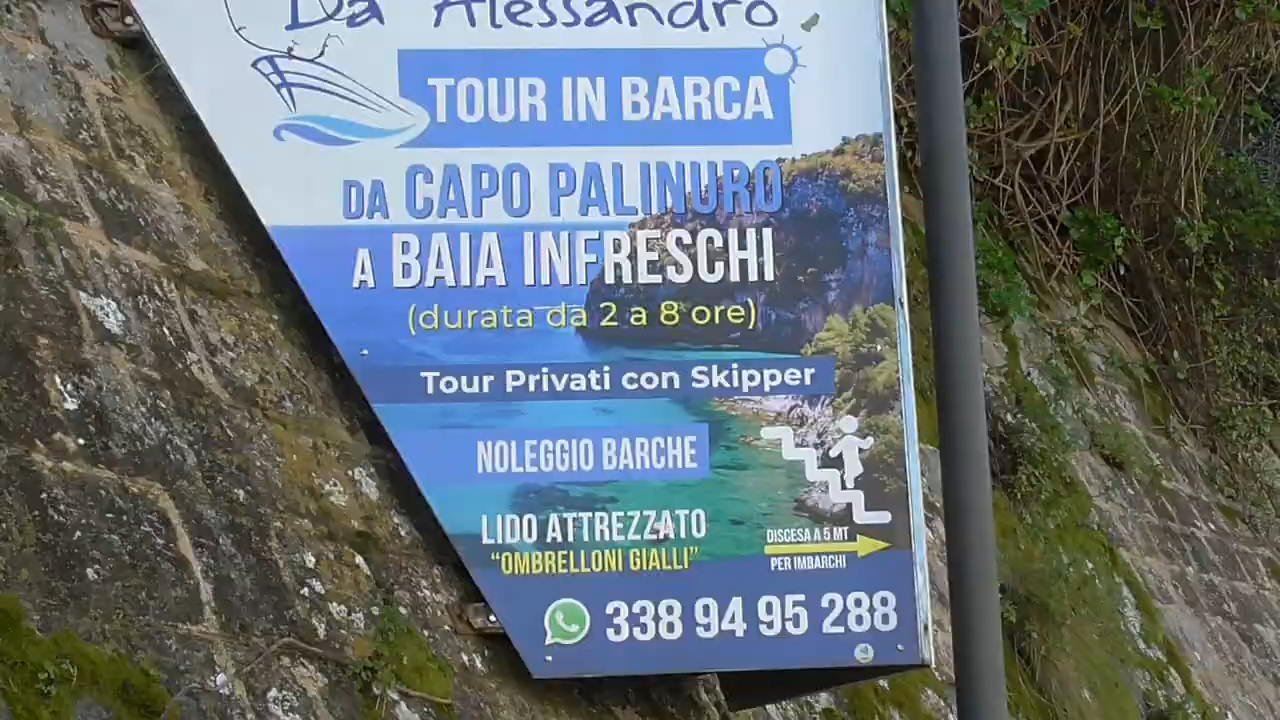 Da Alessandro
TOUR IN BARCA
DA CAPO PALINURO
A BAIA INFRESCHI
(durata da 2 a 8 ore)
Tour Privati con Skipper
NOLEGGIO BARCHE
LIDO ATTREZZATO
"OMBRELLONI GIALLI"
DISCESA A 5 MT
PER IMBARCHI
338 94 95 288